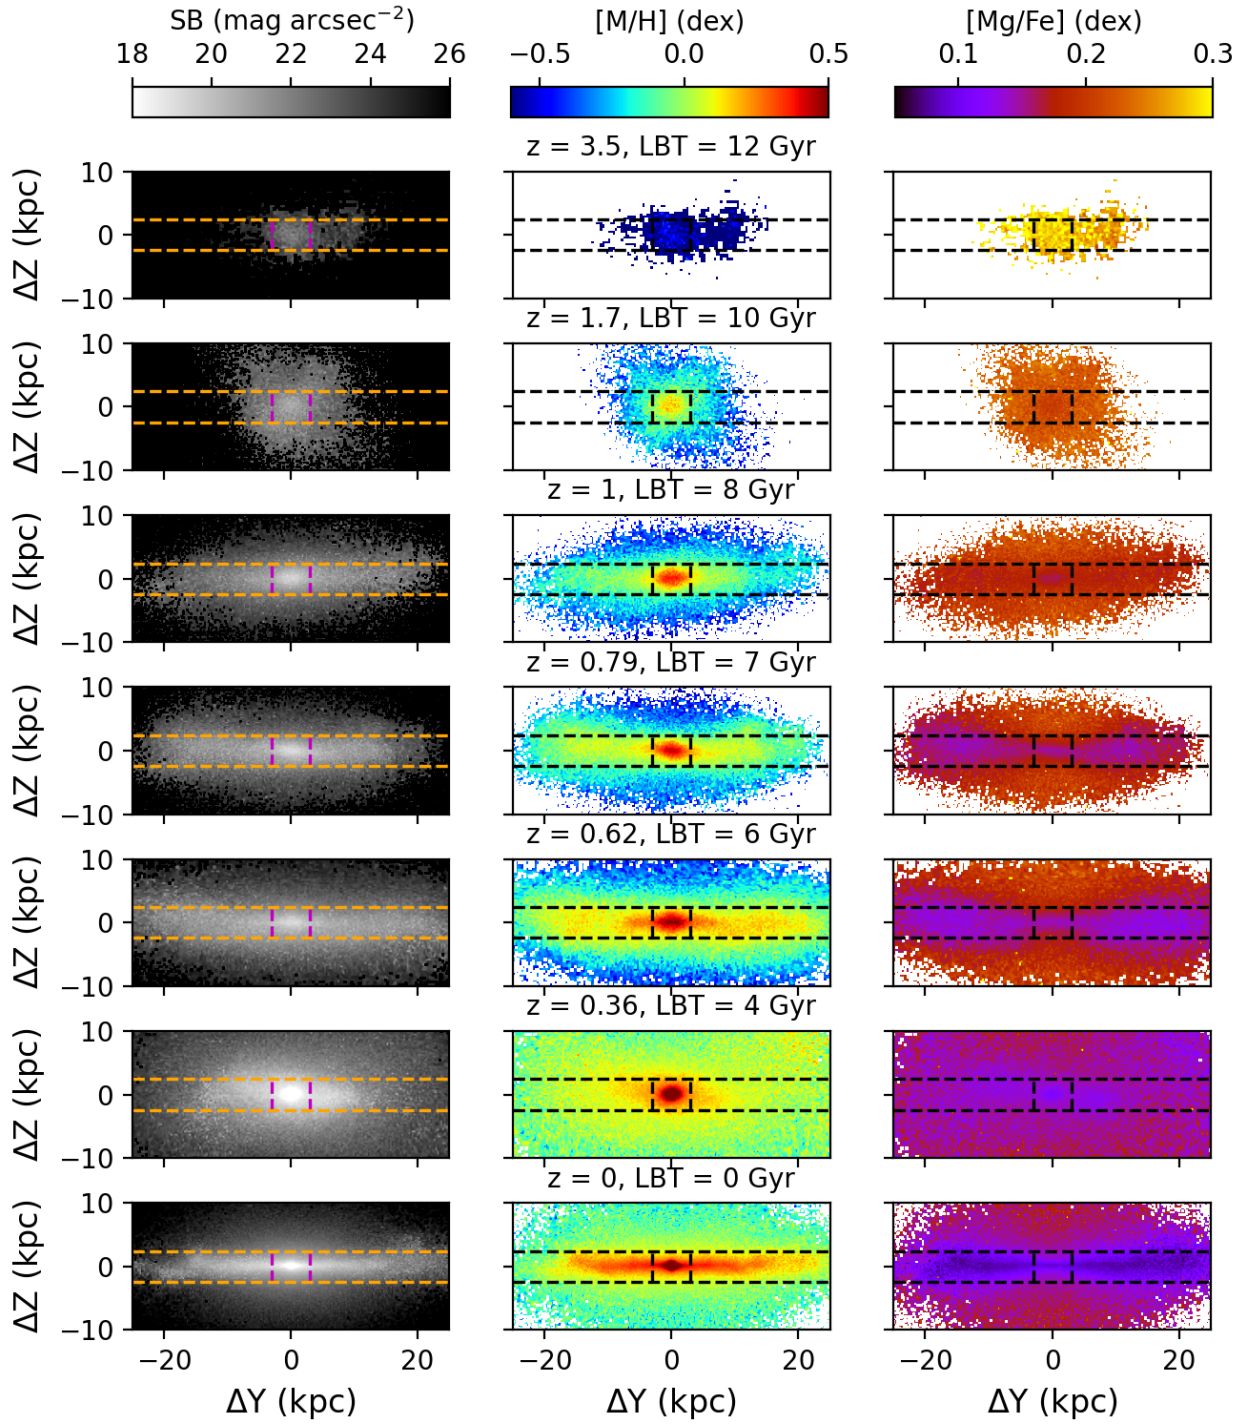 SB (mag arcsec⁻²) [M/H] (dex) [Mg/Fe] (dex)
18 20 22 24 26 −0.5 0.0 0.5 0.1 0.2 0.3
z = 3.5, LBT = 12 Gyr
10
0
−10
ΔZ (kpc)
z = 1.7, LBT = 10 Gyr
10
0
−10
ΔZ (kpc)
z = 1, LBT = 8 Gyr
10
0
−10
ΔZ (kpc)
z = 0.79, LBT = 7 Gyr
10
0
−10
ΔZ (kpc)
z = 0.62, LBT = 6 Gyr
10
0
−10
ΔZ (kpc)
z = 0.36, LBT = 4 Gyr
10
0
−10
ΔZ (kpc)
z = 0, LBT = 0 Gyr
10
0
−10
ΔZ (kpc)
−20 0 20 −20 0 20 −20 0 20
ΔY (kpc) ΔY (kpc) ΔY (kpc)